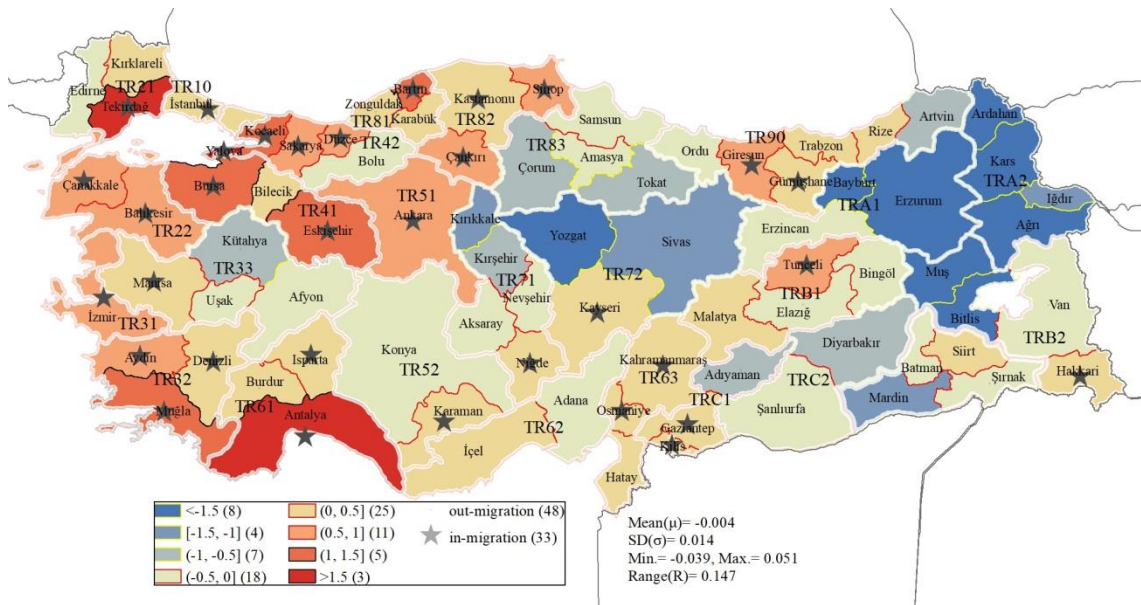 Kırklareli
Edirne
TR21
TR10
Tekirdağ
İstanbul
Kocaeli
Yalova
Sakarya
Düzce
TR42
Bolu
Zonguldak
Bartın
TR81
Karabük
Kastamonu
TR82
Sinop
Çankırı
Samsun
TR83
Amasya
Çorum
Tokat
Ordu
TR90
Giresun
Trabzon
Rize
Artvin
Gümüşhane
Bayburt
TRA1
Erzurum
Ardahan
Kars
TRA2
Iğdır
Ağrı
Çanakkale
Balıkesir
TR22
Bursa
Bilecik
TR41
Eskişehir
TR51
Ankara
Kırıkkale
Yozgat
Sivas
Erzincan
Kütahya
TR33
Kırşehir
TR71
Nevşehir
TR72
Kayseri
Tunceli
TRB1
Elazığ
Bingöl
Muş
Bitlis
Van
TRB2
Manisa
Uşak
Afyon
Aksaray
Malatya
İzmir
TR31
Konya
TR52
Niğde
Kahramanmaraş
TR63
Adıyaman
Diyarbakır
Batman
Siirt
Şırnak
Hakkari
Mardin
TRC2
Şanlıurfa
TRC1
Gaziantep
Kilis
Osmaniye
Hatay
Adana
TR62
Aydın
TR32
Denizli
Isparta
Burdur
TR61
Muğla
Antalya
Karaman
İçel
<-1.5 (8)
[-1.5, -1] (4)
(-1, -0.5] (7)
(-0.5, 0] (18)
(0, 0.5] (25)
(0.5, 1] (11)
(1, 1.5] (5)
>1.5 (3)
out-migration (48)
in-migration (33)
Mean(μ)= -0.004
SD(σ)= 0.014
Min.= -0.039, Max.= 0.051
Range(R)= 0.147